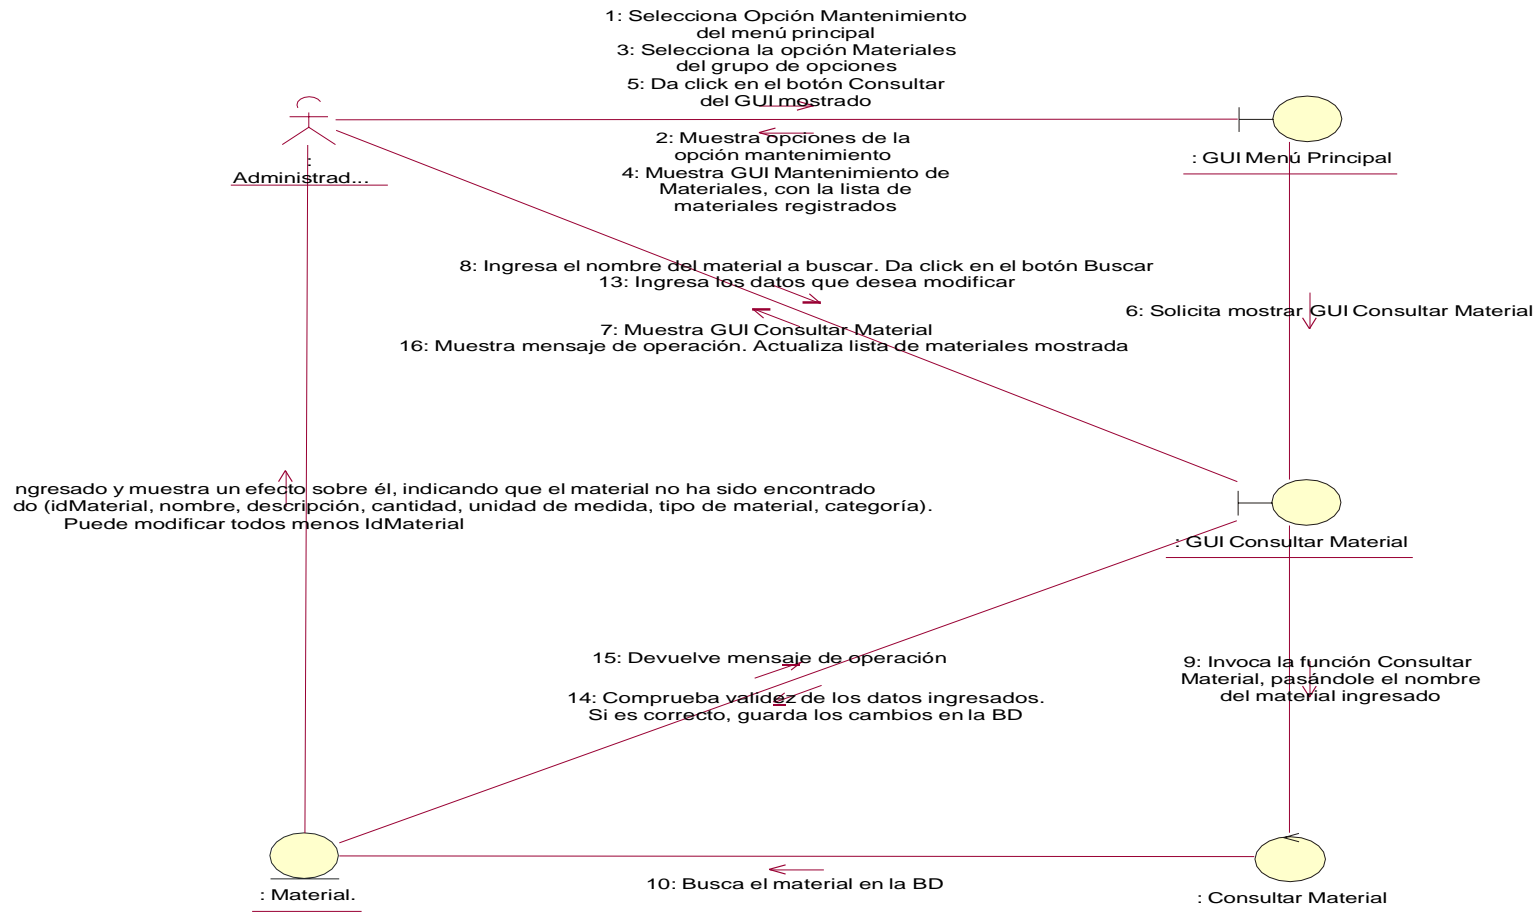 1: Selecciona Opción Mantenimiento
del menú principal
3: Selecciona la opción Materiales
del grupo de opciones
5: Da click en el botón Consultar
del GUI mostrado
2: Muestra opciones de la
opción mantenimiento
4: Muestra GUI Mantenimiento de
Materiales, con la lista de
materiales registrados
:
Administrad...
: GUI Menú Principal
8: Ingresa el nombre del material a buscar. Da click en el botón Buscar
13: Ingresa los datos que desea modificar
6: Solicita mostrar GUI Consultar Material
7: Muestra GUI Consultar Material
16: Muestra mensaje de operación. Actualiza lista de materiales mostrada
ngresado y muestra un efecto sobre él, indicando que el material no ha sido encontrado
do (idMaterial, nombre, descripción, cantidad, unidad de medida, tipo de material, categoría).
Puede modificar todos menos IdMaterial
: GUI Consultar Material
15: Devuelve mensaje de operación
14: Comprueba validez de los datos ingresados.
Si es correcto, guarda los cambios en la BD
9: Invoca la función Consultar
Material, pasándole el nombre
del material ingresado
10: Busca el material en la BD
: Material.
: Consultar Material